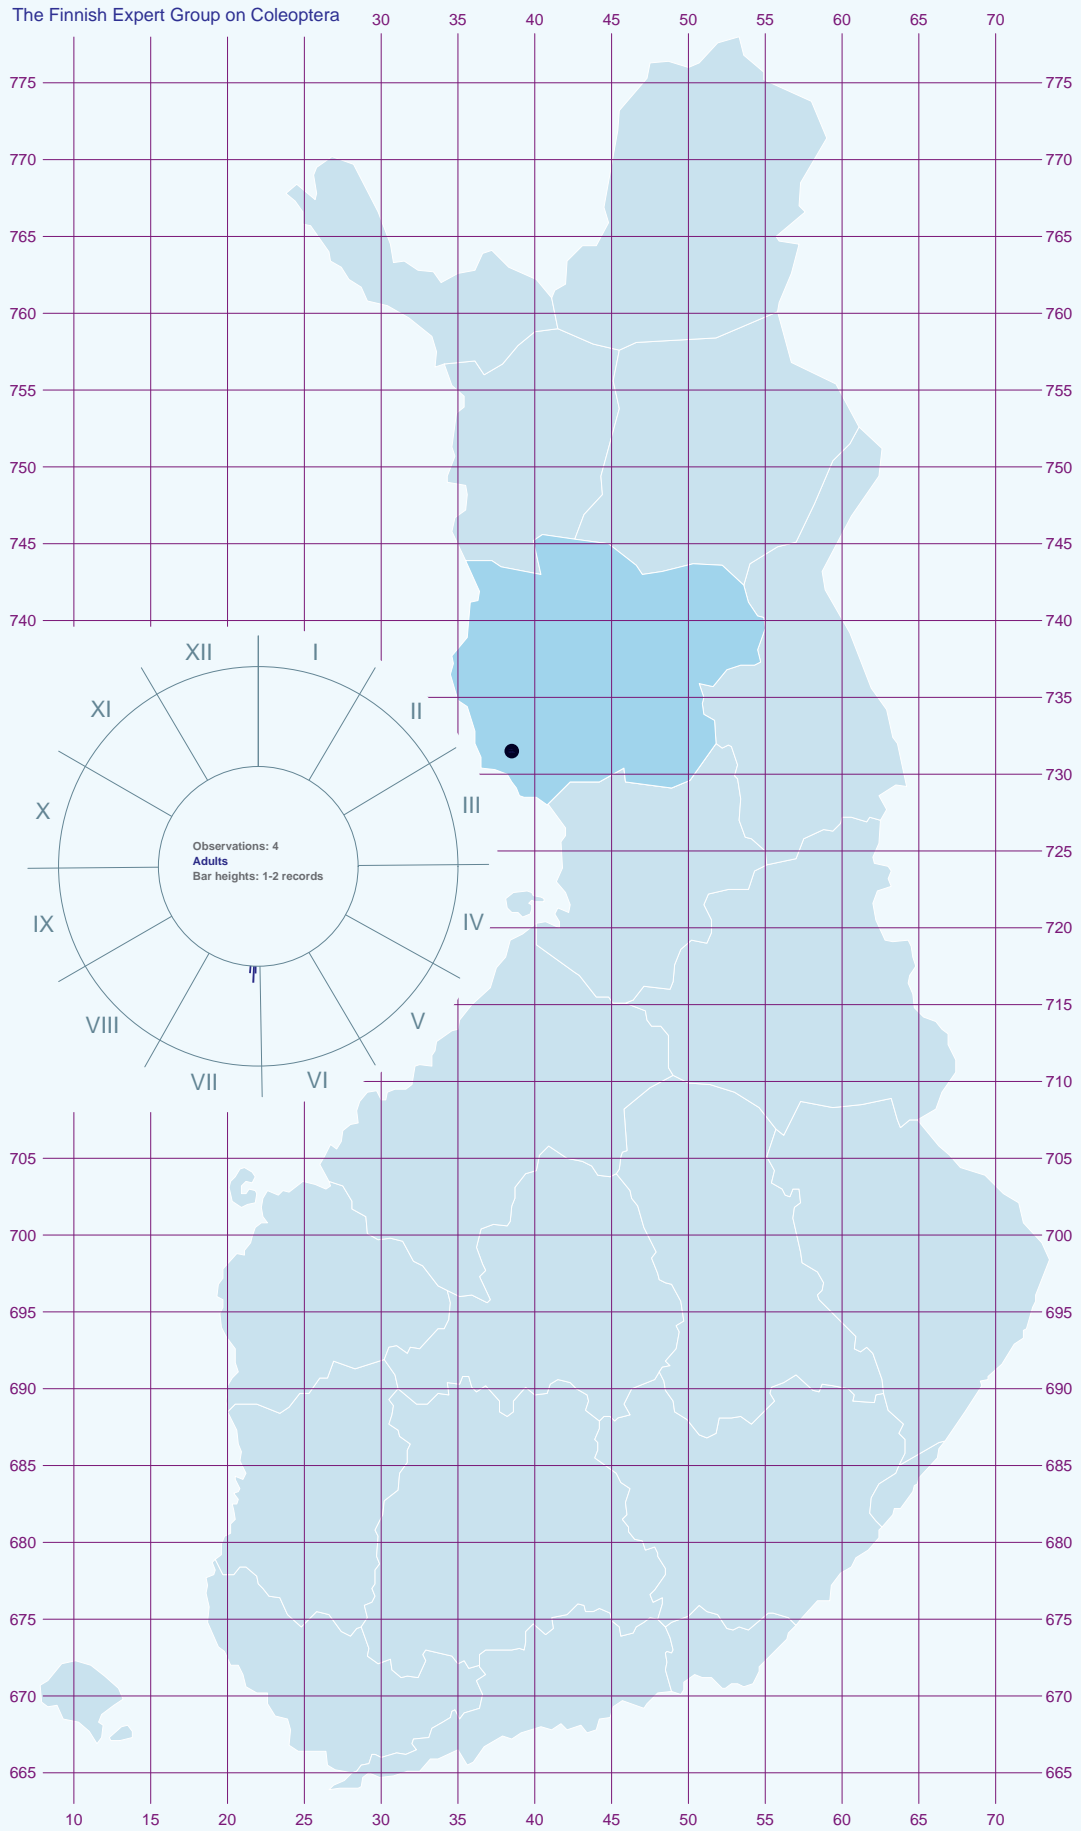 The Finnish Expert Group on Coleoptera 30 35 40 45 50 55 60 65 70
775 775
770 770
765 765
760 760
755 755
750 750
745 745
740 740
XII I
735
XI II
730
X III
Observations: 4
Adults
Bar heights: 1-2 records
725 725
IX IV
720 720
715 715
VIII V
VII VI
710 710
705 705
700 700
695 695
690 690
685 685
680 680
675 675
670 670
665 665
10 15 20 25 30 35 40 45 50 55 60 65 70